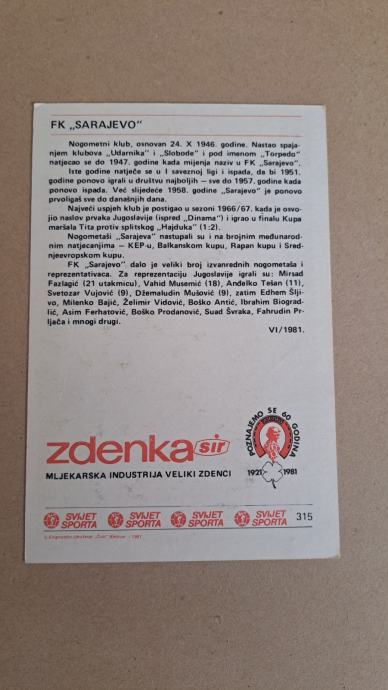 FK „SARAJEVO"
Nogometni klub, osnovan 24. X 1946. godine. Nastao spaja-
njem klubova „Udarnika" i „Slobode" i pod imenom „Torpedo"
natjecao se do 1947. godine kada mijenja naziv u FK „Sarajevo".
Iste godine natječe se u I saveznoj ligi i ispada, da bi 1951.
godine ponovo igrali u društvu najboljih — sve do 1957. godine kada
ponovo ispada. Već slijedeće 1958. godine „Sarajevo" je ponovo
prvoligaš sve do današnjih dana.
Najveći uspjeh klub je postigao u sezoni 1966/67. kada je osvo-
jio naslov prvaka Jugoslavije (ispred „Dinama") i igrao u finalu Kupa
maršala Tita protiv splitskog „Hajduka" (1:2).
Nogometaši „Sarajeva" nastupali su i na brojnim međunarod-
nim natjecanjima — KEP-u, Balkanskom kupu, Rapan kupu i Sred-
njeevropskom kupu.
FK „Sarajevo" dalo je veliki broj izvanrednih nogometaša i
reprezentativaca. Za reprezentaciju Jugoslavije igrali su: Mirsad
Fazlagić (21 utakmicu), Vahid Musemić (18), Anđelko Tešan (11),
Svetozar Vujović (9), Džemaludin Mušović (9), zatim Edhem Šlji-
vo, Milenko Bajić, Želimir Vidović, Boško Antić, Ibrahim Biograd-
lić, Asim Ferhatović, Boško Prodanović, Suad Švraka, Fahrudin Pr-
ljača i mnogi drugi.
VI/1981.
zdenka sir
MLJEKARSKA INDUSTRIJA VELIKI ZDENCI
POZNAJEMO SE 60 GODINA
1921 1981
SVIJET SPORTA SVIJET SPORTA SVIJET SPORTA SVIJET SPORTA 315